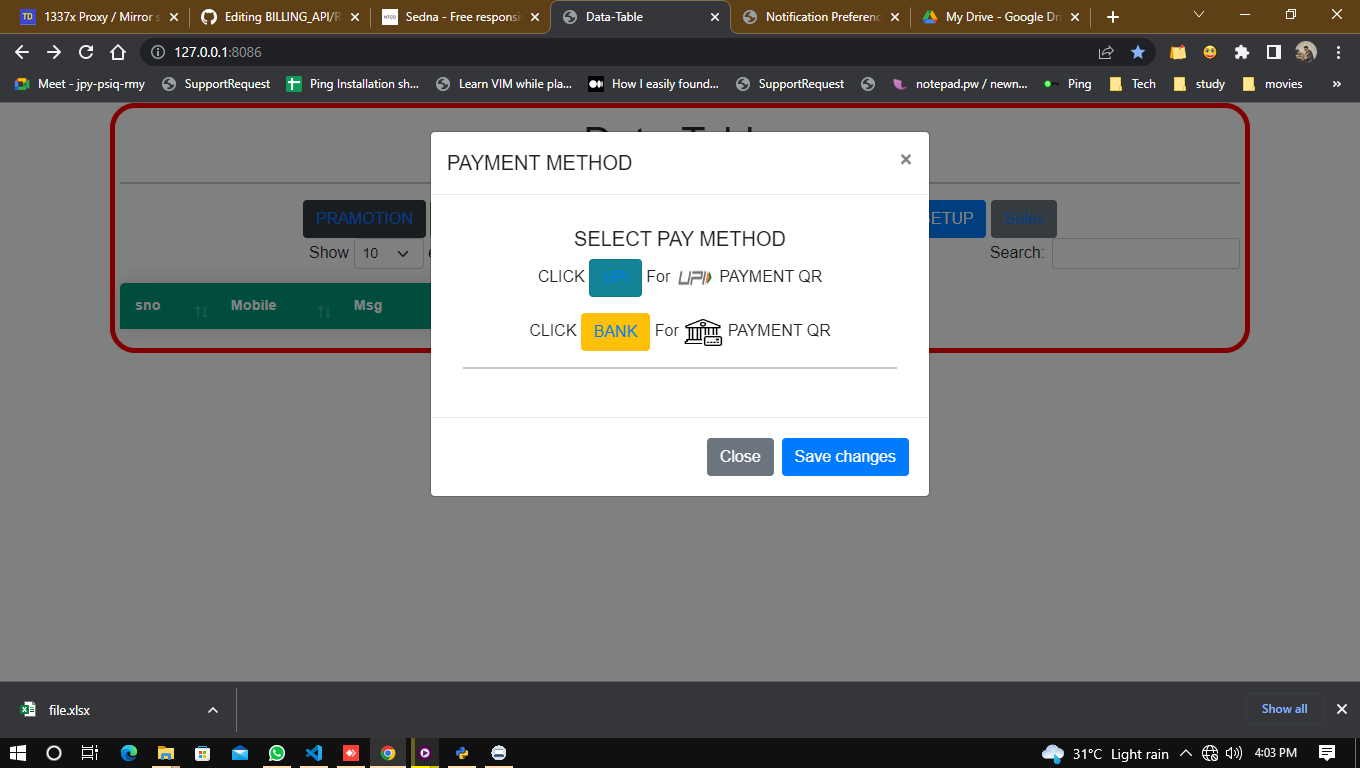 TD 1337x Proxy / Mirror s
Editing BILLING_API/R
HTCO Sedna - Free responsi
Data-Table
Notification Preferenc
My Drive - Google Dri
127.0.0.1:8086
Meet - jpy-psiq-rmy
SupportRequest
Ping Installation sh...
Learn VIM while pla...
How I easily found...
SupportRequest
notepad.pw / newn...
Ping
Tech
study
movies
»
PAYMENT METHOD ×
PRAMOTION
ETUP
Sales
SELECT PAY METHOD
Show 10
Search:
CLICK UPI For UPI PAYMENT QR
sno Mobile Msg
CLICK BANK For PAYMENT QR
Close Save changes
file.xlsx
Show all
31°C Light rain
4:03 PM